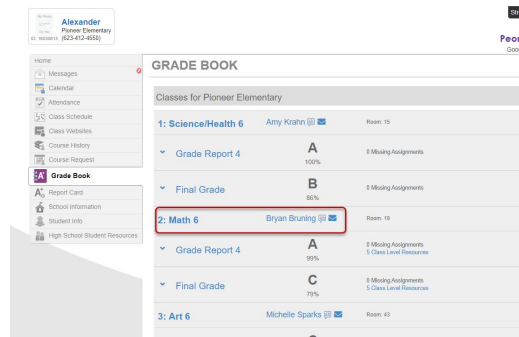 Alexander
Pioneer Elementary
(623-412-4550)
Home
Messages
Calendar
Attendance
Class Schedule
Class Websites
Course History
Course Request
Grade Book
Report Card
School Information
Student Info
High School Student Resources
GRADE BOOK
Classes for Pioneer Elementary
1: Science/Health 6 Amy Krahn Room: 15
Grade Report 4 A 0 Missing Assignments
100%
Final Grade B 0 Missing Assignments
86%
2: Math 6 Bryan Bruning Room: 19
Grade Report 4 A 0 Missing Assignments
99% 5 Class Level Resources
Final Grade C 0 Missing Assignments
79% 5 Class Level Resources
3: Art 6 Michelle Sparks Room: 43